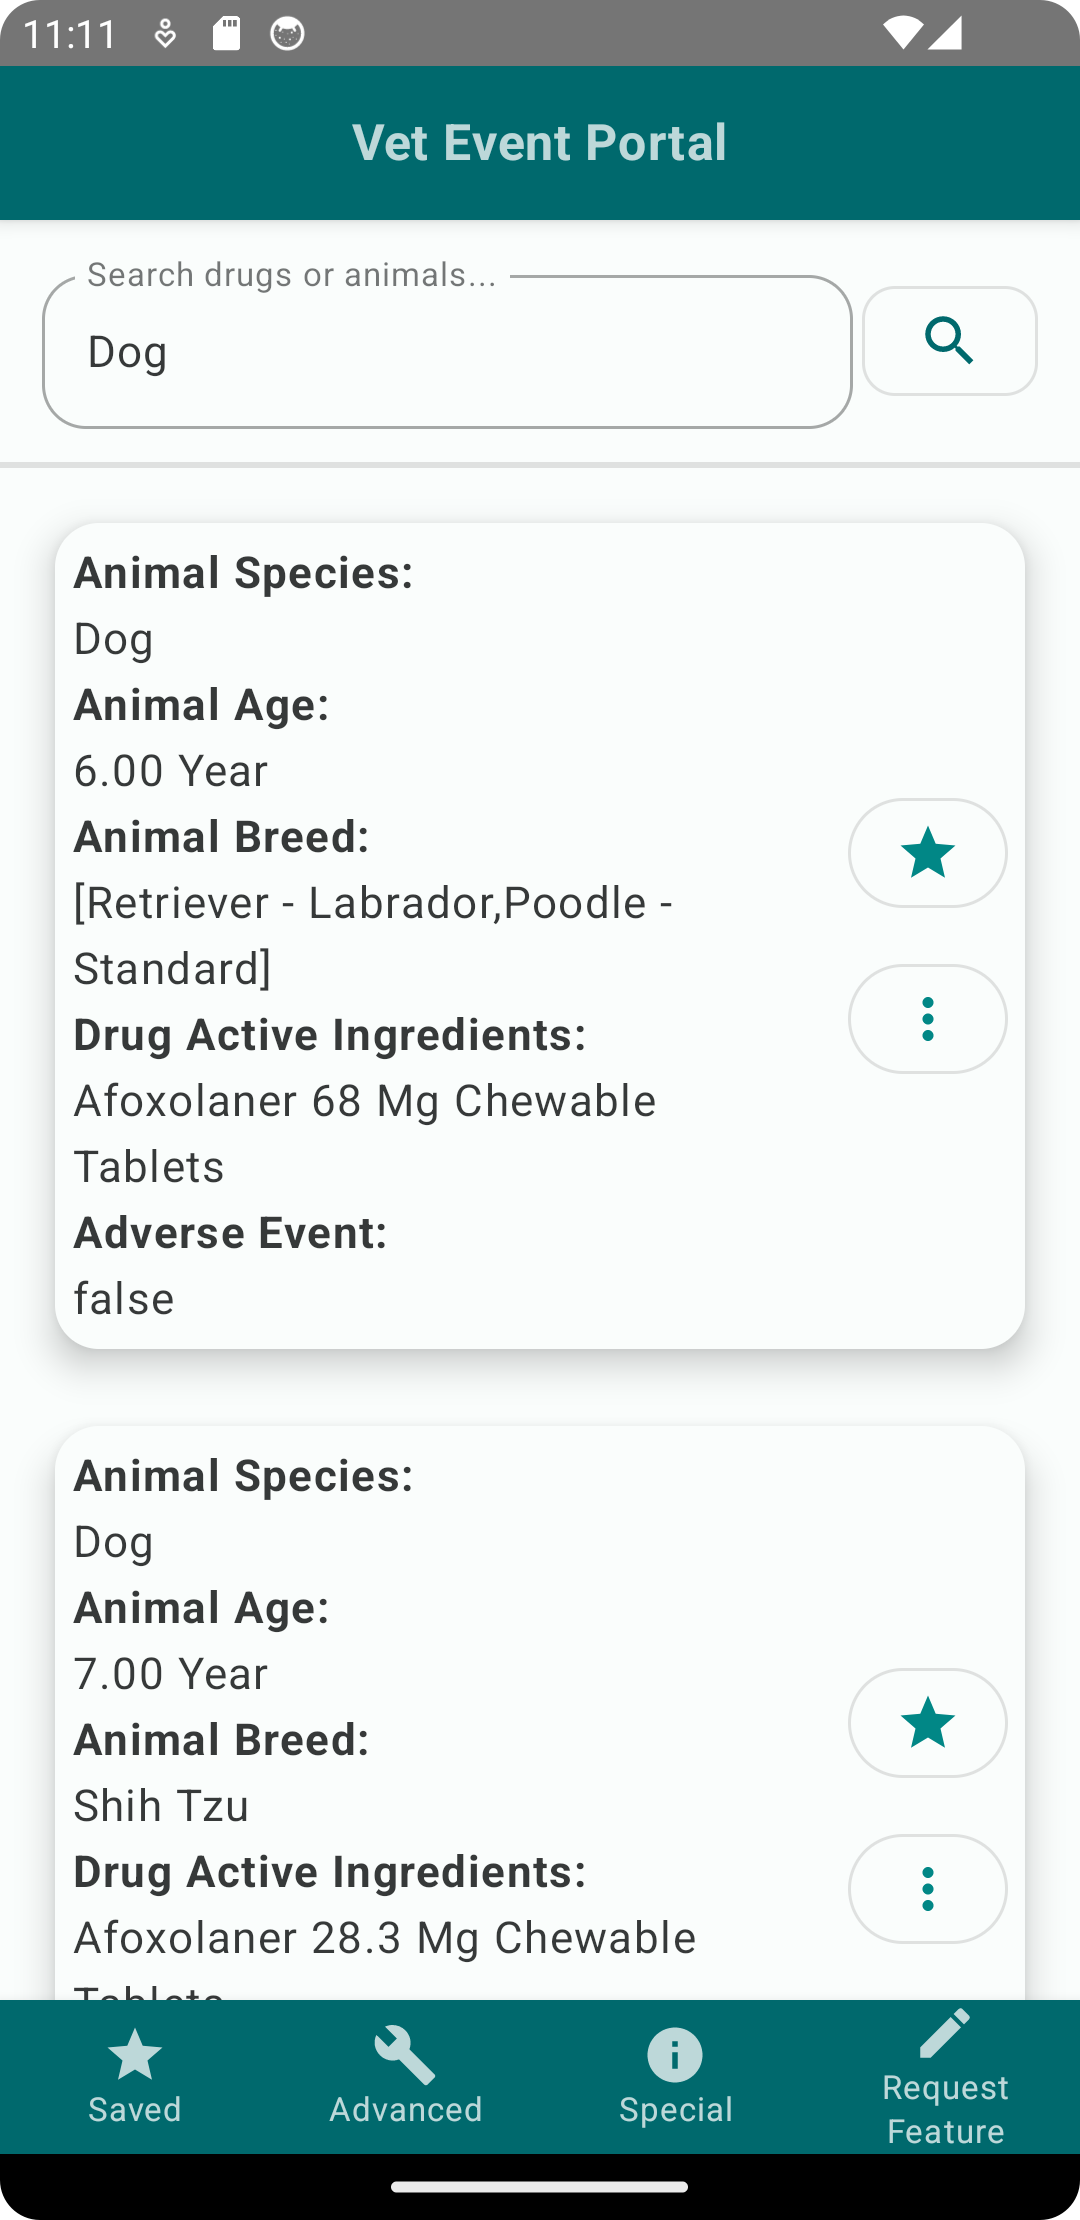 11:11
Vet Event Portal
Search drugs or animals...
Dog
Animal Species:
Dog
Animal Age:
6.00 Year
Animal Breed:
[Retriever - Labrador,Poodle -
Standard]
Drug Active Ingredients:
Afoxolaner 68 Mg Chewable
Tablets
Adverse Event:
false
Animal Species:
Dog
Animal Age:
7.00 Year
Animal Breed:
Shih Tzu
Drug Active Ingredients:
Afoxolaner 28.3 Mg Chewable
Tablets
Saved
Advanced
Special
Request
Feature